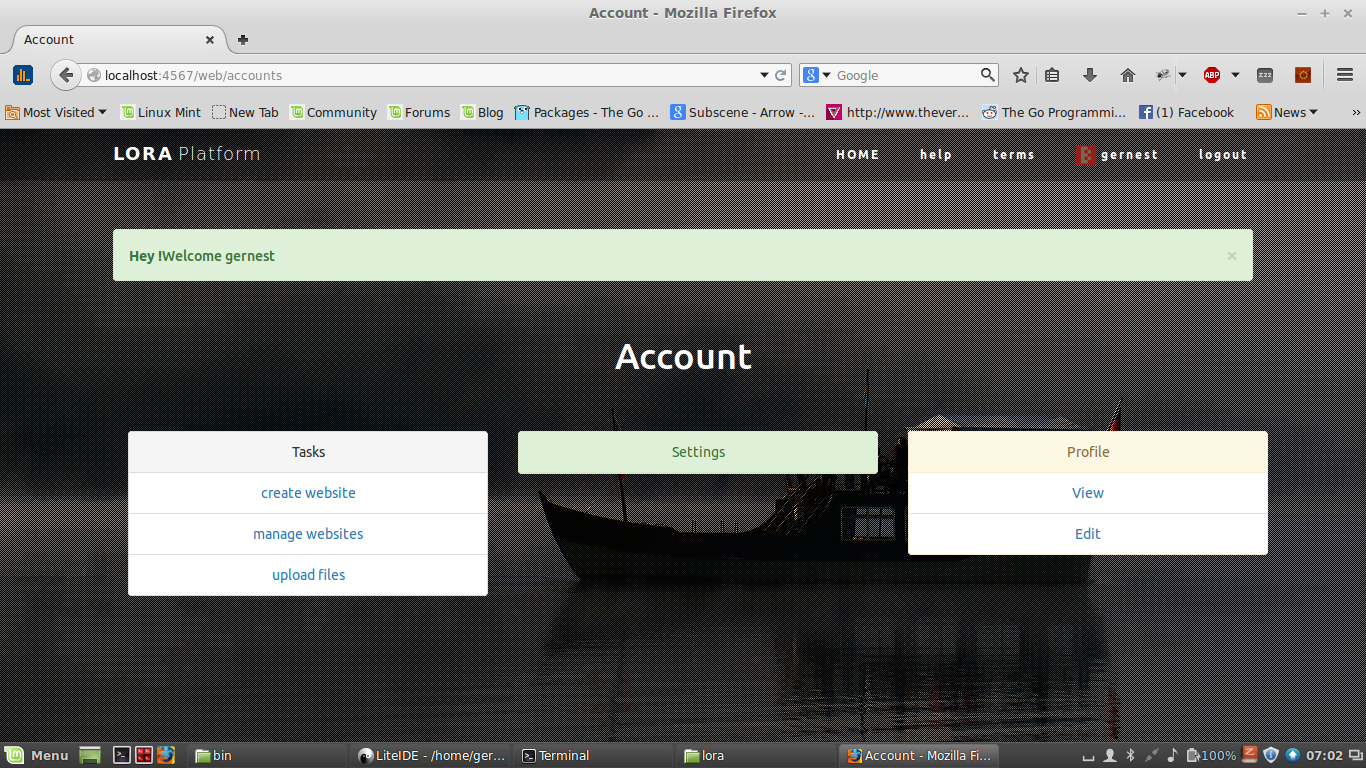 Account - Mozilla Firefox
Account
localhost:4567/web/accounts
Google
ABP
zzz
Most Visited
Linux Mint
New Tab
Community
Forums
Blog
Packages - The Go ...
Subscene - Arrow -...
http://www.thever...
The Go Programmi...
(1) Facebook
News
LORA Platform
HOME
help
terms
gernest
logout
Hey !Welcome gernest
×
Account
Tasks
create website
manage websites
upload files
Settings
Profile
View
Edit
Menu
bin
LiteIDE - /home/ger...
Terminal
lora
Account - Mozilla Fi...
100%
07:02